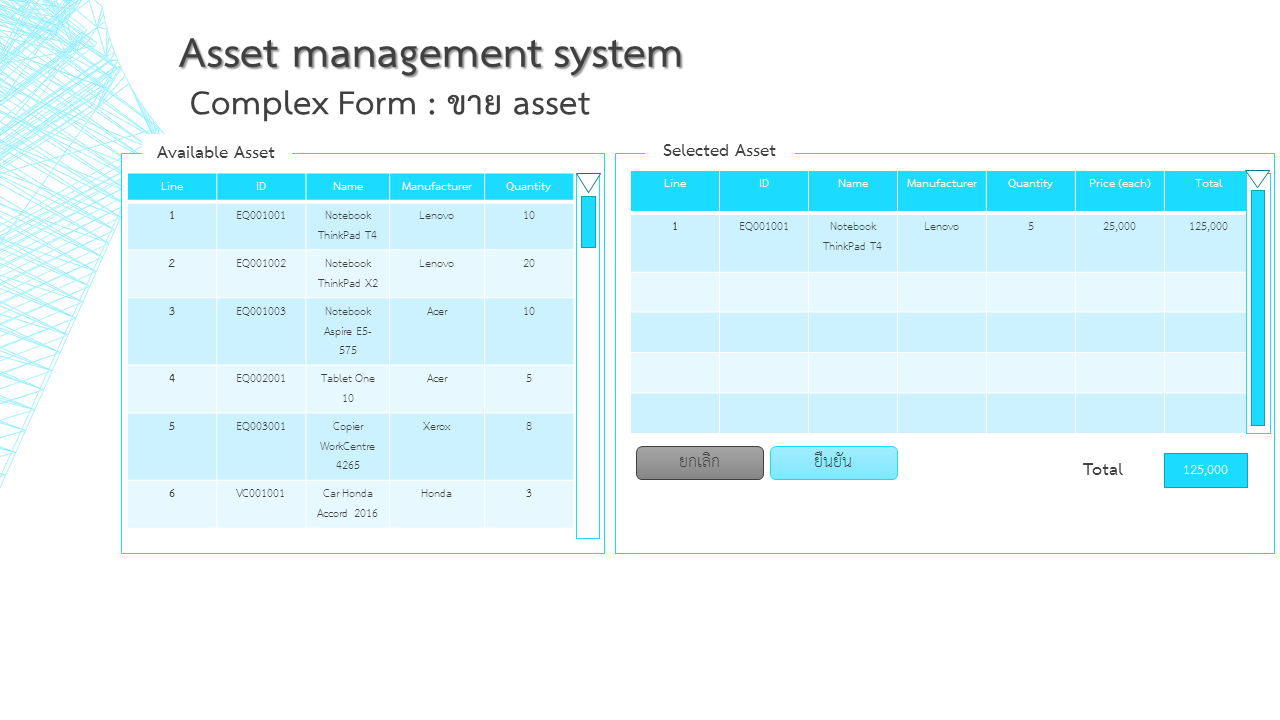 Asset management system
Complex Form : ขาย asset
Available Asset
Line ID Name Manufacturer Quantity
1 EQ001001 Notebook Lenovo 10
ThinkPad T4
2 EQ001002 Notebook Lenovo 20
ThinkPad X2
3 EQ001003 Notebook Acer 10
Aspire E5-
575
4 EQ002001 Tablet One Acer 5
10
5 EQ003001 Copier Xerox 8
WorkCentre
4265
6 VC001001 Car Honda Honda 3
Accord 2016
Selected Asset
Line ID Name Manufacturer Quantity Price (each) Total
1 EQ001001 Notebook Lenovo 5 25,000 125,000
ThinkPad T4
ยกเลิก ยืนยัน
Total 125,000